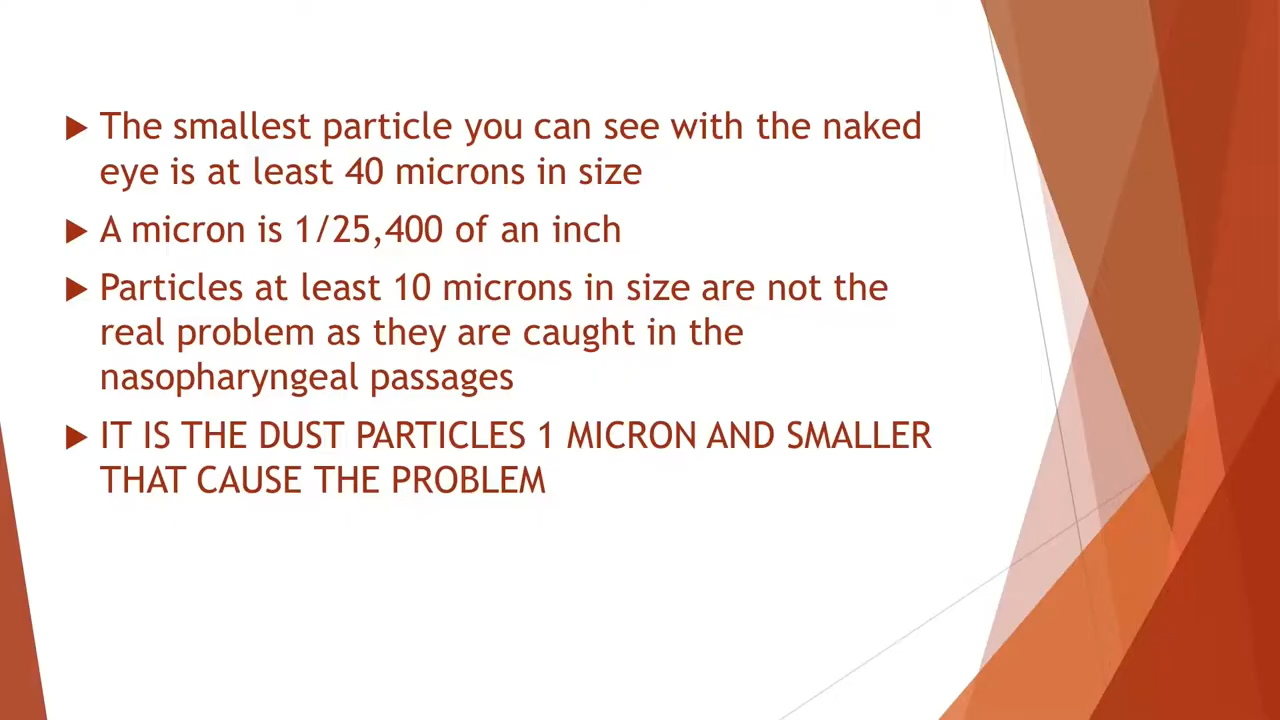 The smallest particle you can see with the naked
eye is at least 40 microns in size
A micron is 1/25,400 of an inch
Particles at least 10 microns in size are not the
real problem as they are caught in the
nasopharyngeal passages
IT IS THE DUST PARTICLES 1 MICRON AND SMALLER
THAT CAUSE THE PROBLEM